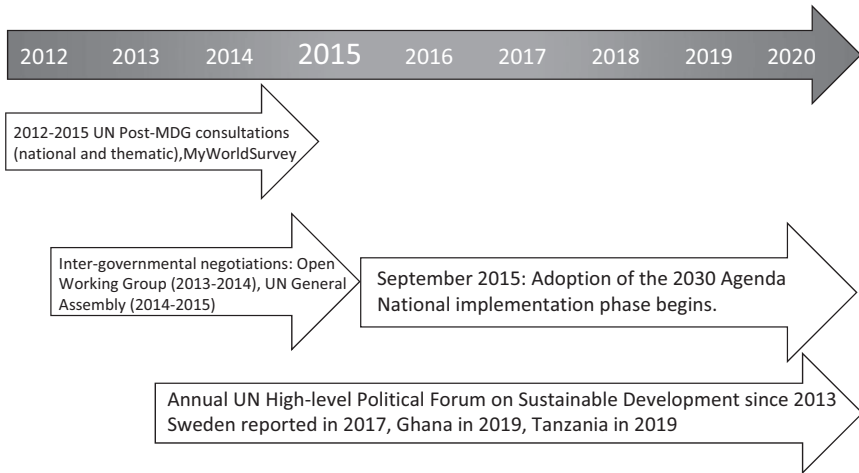 2012 2013 2014 2015 2016 2017 2018 2019 2020
2012-2015 UN Post-MDG consultations
(national and thematic),MyWorldSurvey
Inter-governmental negotiations: Open
Working Group (2013-2014), UN General
Assembly (2014-2015)
September 2015: Adoption of the 2030 Agenda
National implementation phase begins.
Annual UN High-level Political Forum on Sustainable Development since 2013
Sweden reported in 2017, Ghana in 2019, Tanzania in 2019